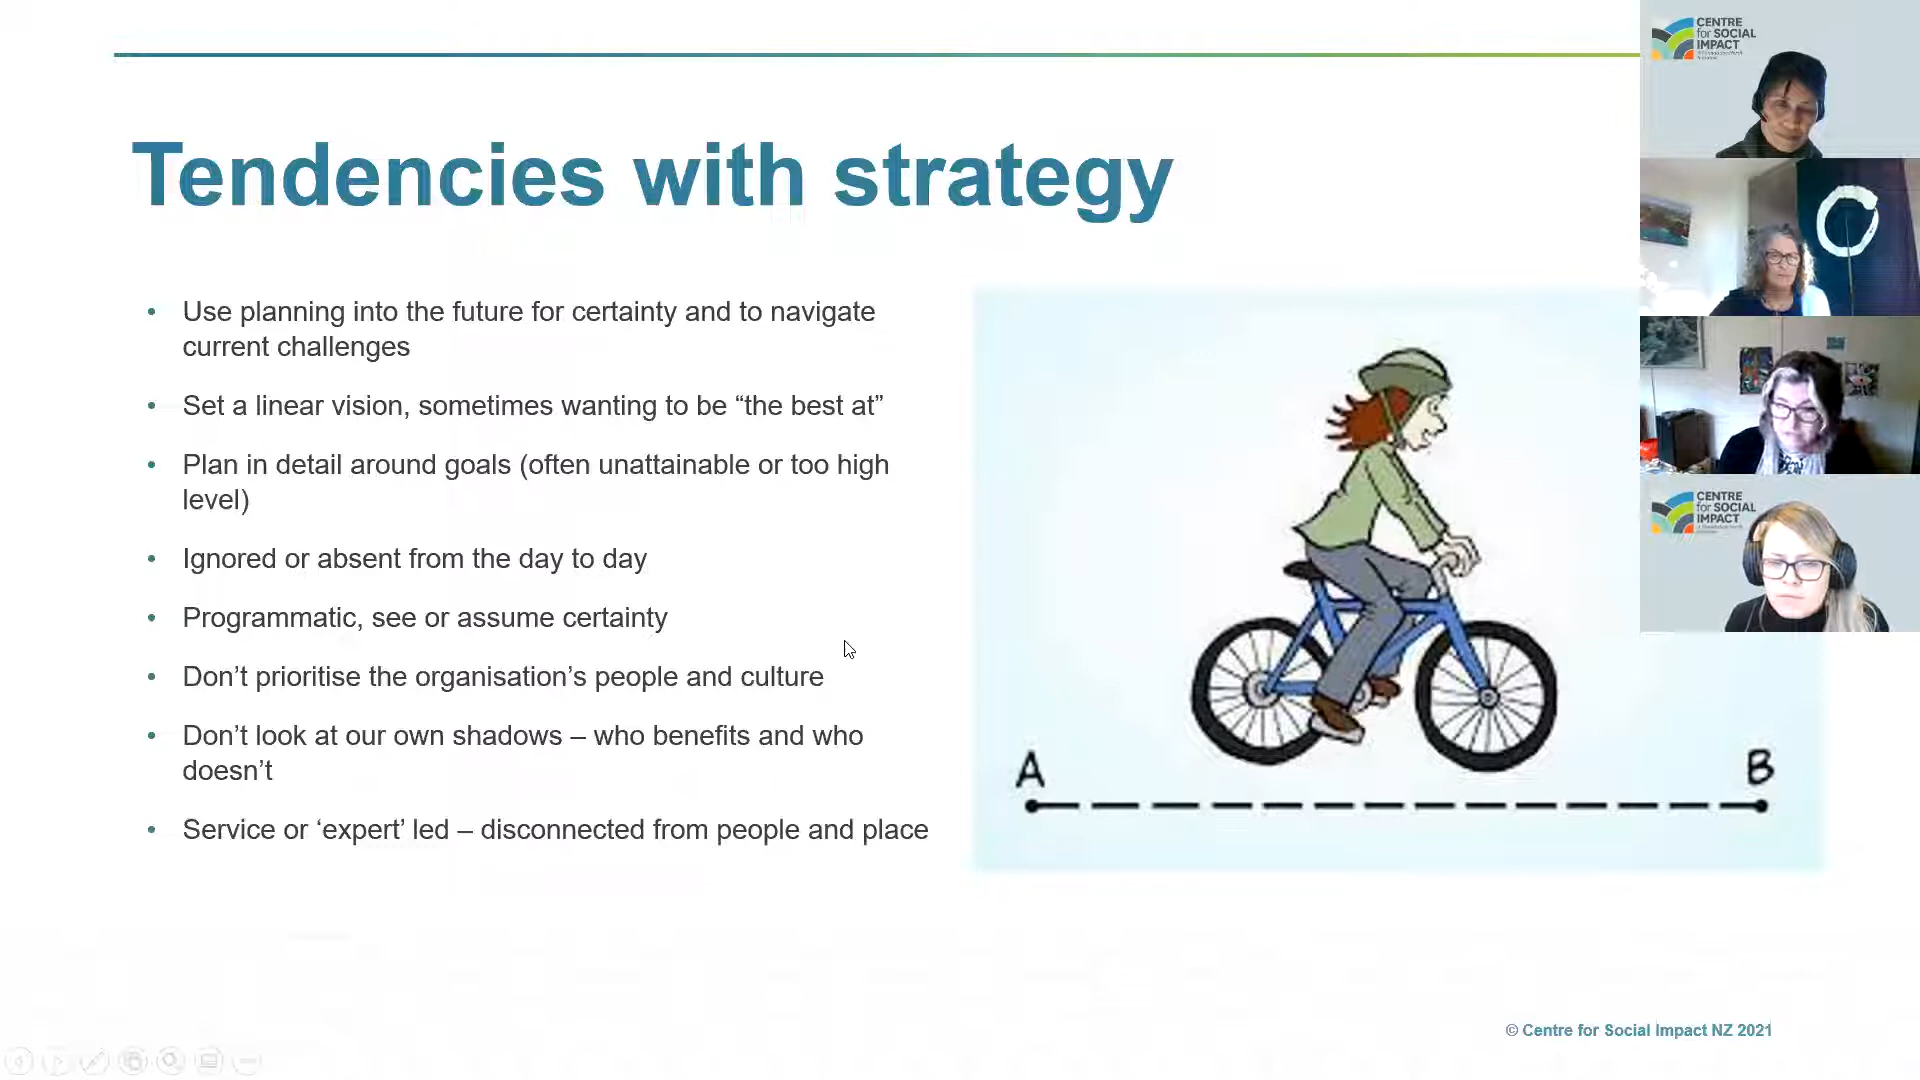 Tendencies with strategy
• Use planning into the future for certainty and to navigate
current challenges
• Set a linear vision, sometimes wanting to be “the best at”
• Plan in detail around goals (often unattainable or too high
level)
• Ignored or absent from the day to day
• Programmatic, see or assume certainty
• Don’t prioritise the organisation’s people and culture
• Don’t look at our own shadows – who benefits and who
doesn’t
• Service or ‘expert’ led – disconnected from people and place
A
B
© Centre for Social Impact NZ 2021
CENTRE
for SOCIAL
IMPACT
CENTRE
for SOCIAL
IMPACT